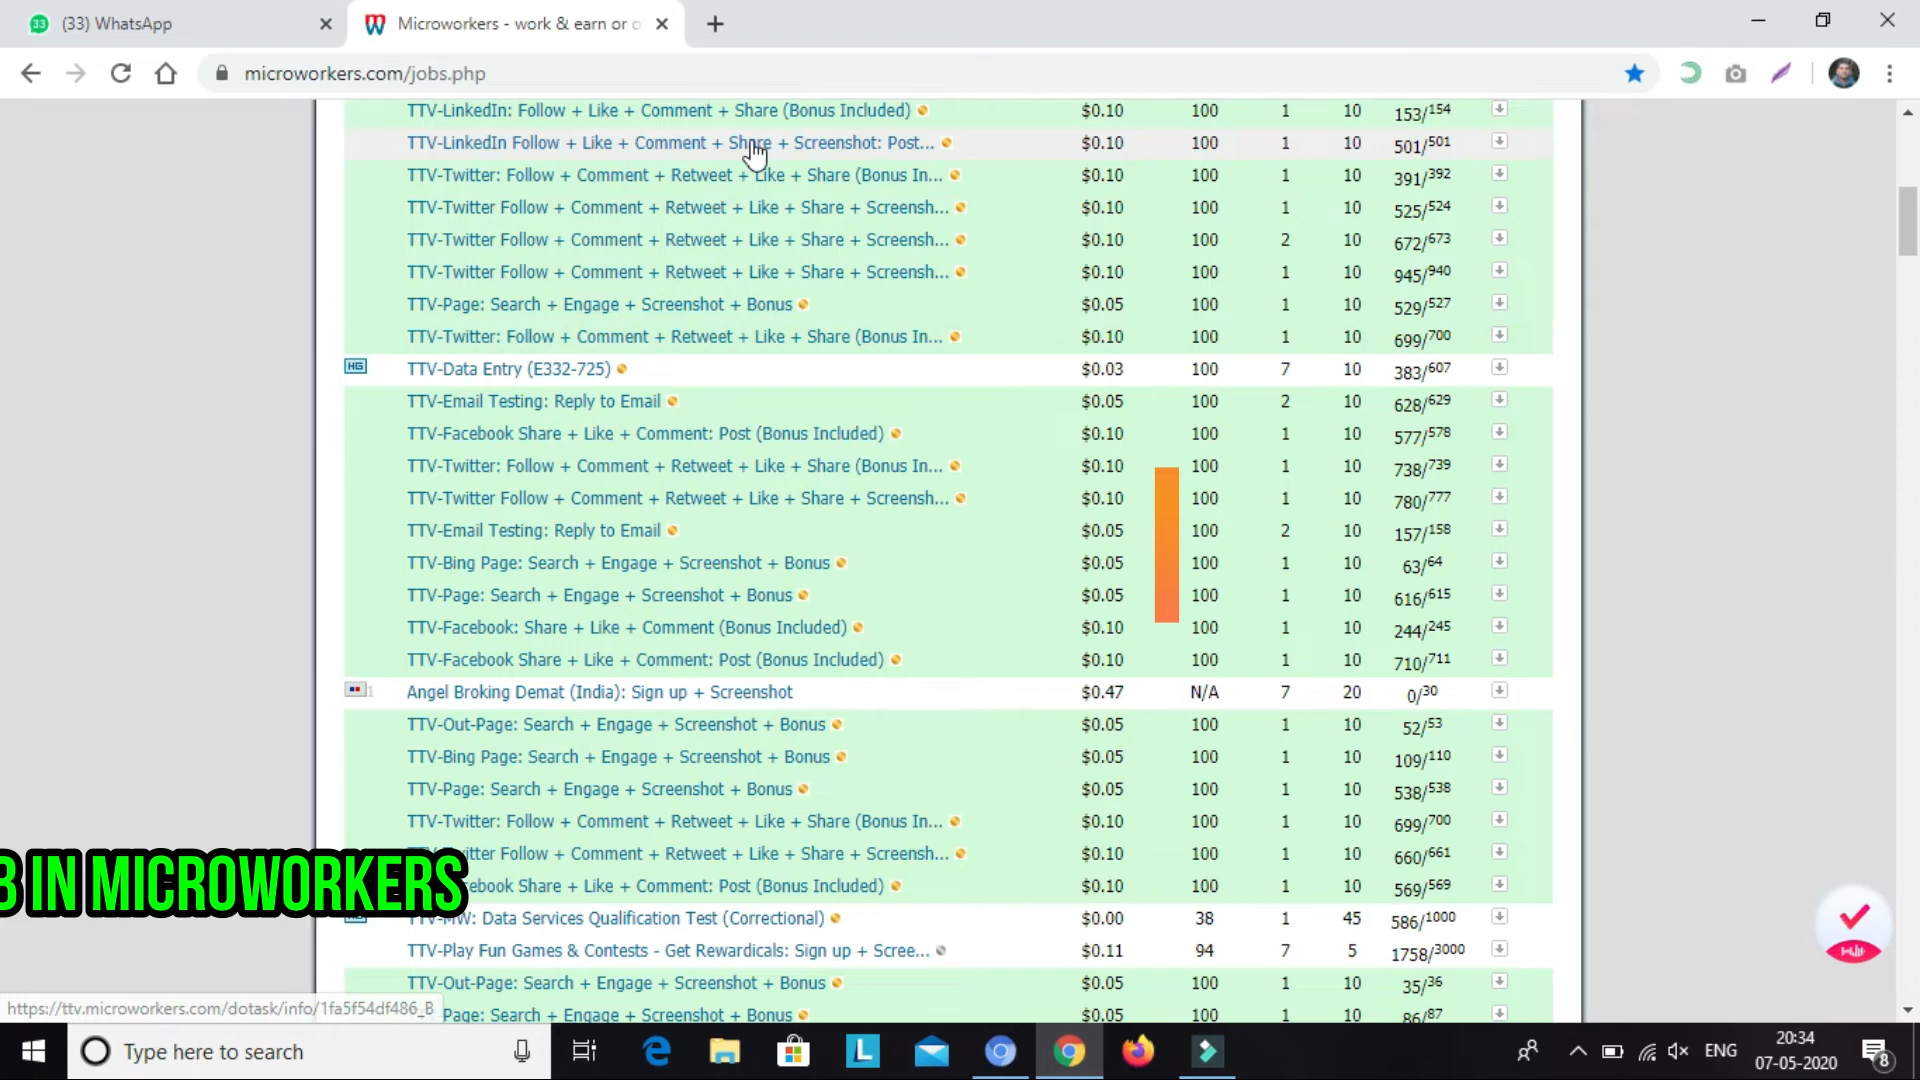 (33) WhatsApp
Microworkers - work & earn or o
microworkers.com/jobs.php
TTV-LinkedIn: Follow + Like + Comment + Share (Bonus Included) $0.10 100 1 10 153/154
TTV-LinkedIn Follow + Like + Comment + Share + Screenshot: Post... $0.10 100 1 10 501/501
TTV-Twitter: Follow + Comment + Retweet + Like + Share (Bonus In... $0.10 100 1 10 391/392
TTV-Twitter Follow + Comment + Retweet + Like + Share + Screensh... $0.10 100 1 10 525/524
TTV-Twitter Follow + Comment + Retweet + Like + Share + Screensh... $0.10 100 2 10 672/673
TTV-Twitter Follow + Comment + Retweet + Like + Share + Screensh... $0.10 100 1 10 945/940
TTV-Page: Search + Engage + Screenshot + Bonus $0.05 100 1 10 529/527
TTV-Twitter: Follow + Comment + Retweet + Like + Share (Bonus In... $0.10 100 1 10 699/700
HG TTV-Data Entry (E332-725) $0.03 100 7 10 383/607
TTV-Email Testing: Reply to Email $0.05 100 2 10 628/629
TTV-Facebook Share + Like + Comment: Post (Bonus Included) $0.10 100 1 10 577/578
TTV-Twitter: Follow + Comment + Retweet + Like + Share (Bonus In... $0.10 100 1 10 738/739
TTV-Twitter Follow + Comment + Retweet + Like + Share + Screensh... $0.10 100 1 10 780/777
TTV-Email Testing: Reply to Email $0.05 100 2 10 157/158
TTV-Bing Page: Search + Engage + Screenshot + Bonus $0.05 100 1 10 63/64
TTV-Page: Search + Engage + Screenshot + Bonus $0.05 100 1 10 616/615
TTV-Facebook: Share + Like + Comment (Bonus Included) $0.10 100 1 10 244/245
TTV-Facebook Share + Like + Comment: Post (Bonus Included) $0.10 100 1 10 710/711
1 Angel Broking Demat (India): Sign up + Screenshot $0.47 N/A 7 20 0/30
TTV-Out-Page: Search + Engage + Screenshot + Bonus $0.05 100 1 10 52/53
TTV-Bing Page: Search + Engage + Screenshot + Bonus $0.05 100 1 10 109/110
TTV-Page: Search + Engage + Screenshot + Bonus $0.05 100 1 10 538/538
TTV-Twitter: Follow + Comment + Retweet + Like + Share (Bonus In... $0.10 100 1 10 699/700
witter Follow + Comment + Retweet + Like + Share + Screensh... $0.10 100 1 10 660/661
B IN MICROWORKERS
ebook Share + Like + Comment: Post (Bonus Included) $0.10 100 1 10 569/569
TTV-MW: Data Services Qualification Test (Correctional) $0.00 38 1 45 586/1000
TTV-Play Fun Games & Contests - Get Rewardicals: Sign up + Scree... $0.11 94 7 5 1758/3000
TTV-Out-Page: Search + Engage + Screenshot + Bonus $0.05 100 1 10 35/36
Page: Search + Engage + Screenshot + Bonus $0.05 100 1 10 86/87
https://ttv.microworkers.com/dotask/info/1fa5f54df486_B
Type here to search
ENG
20:34
07-05-2020
8